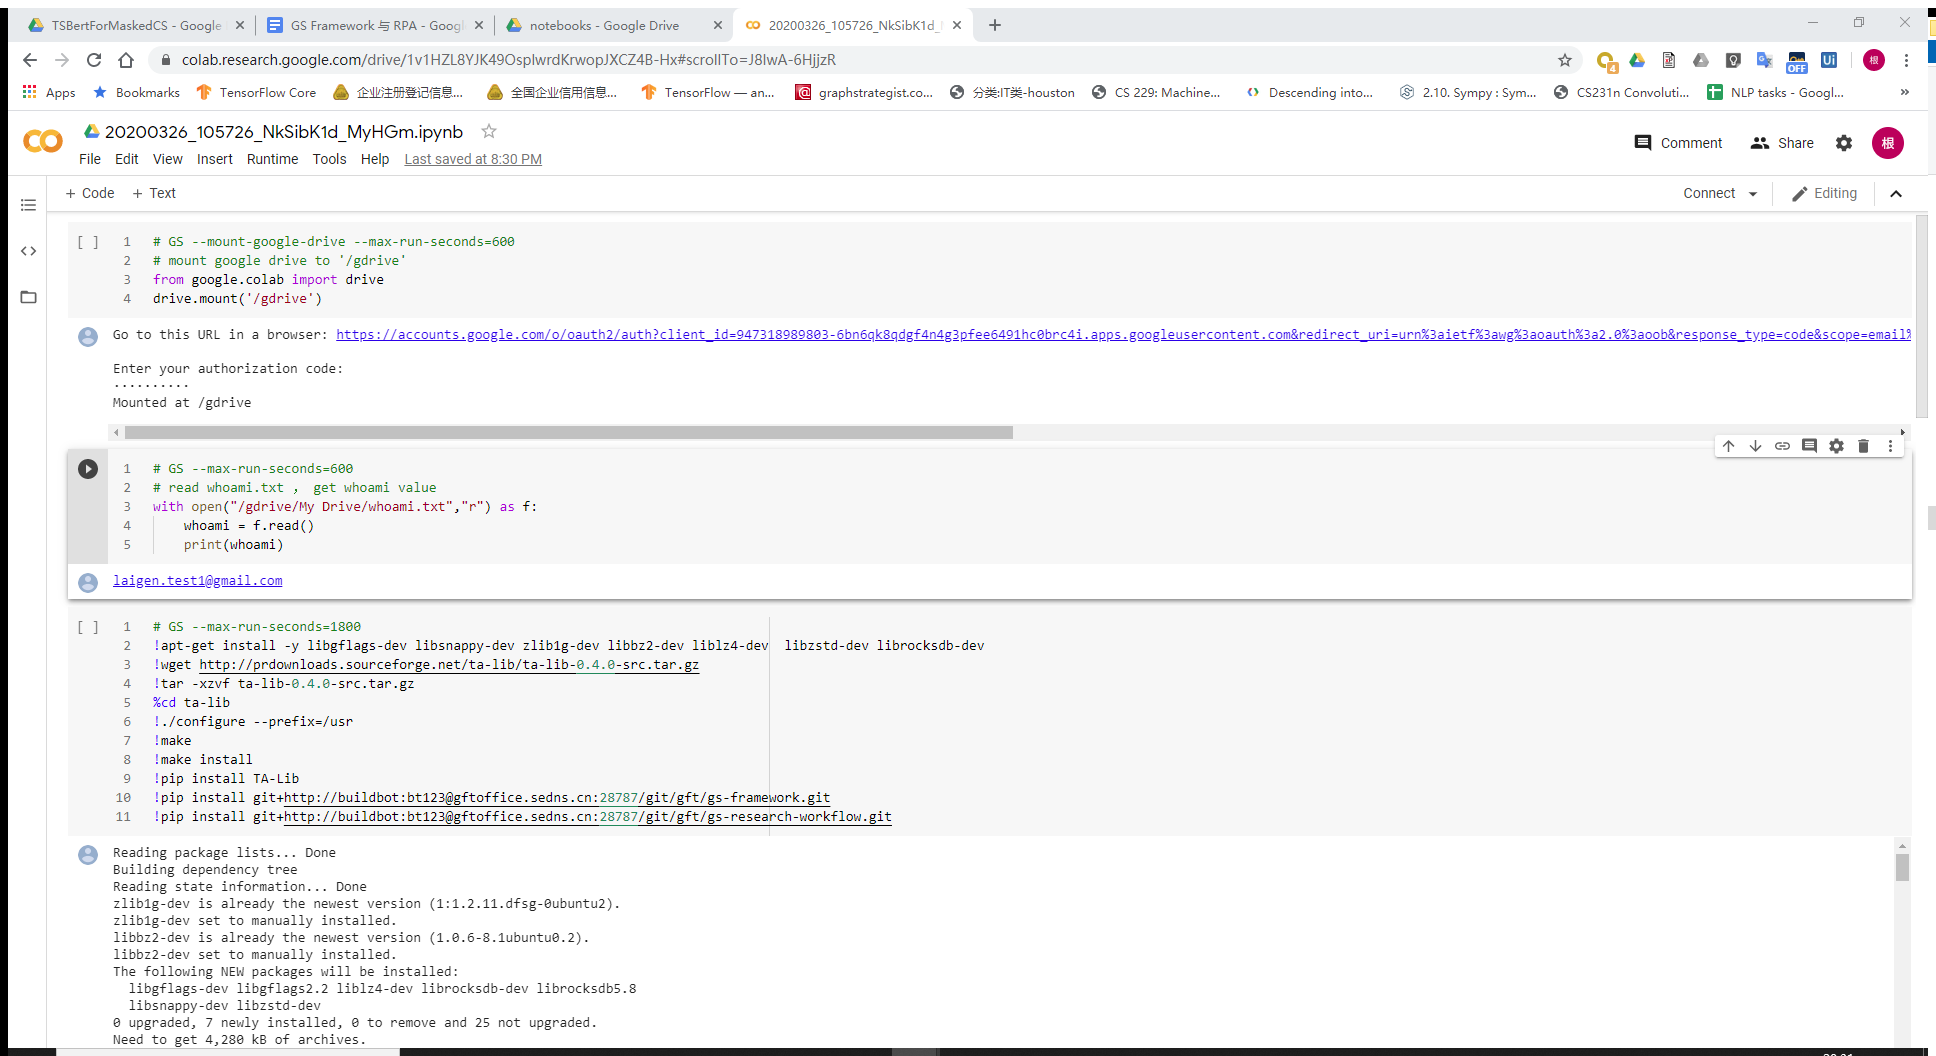 TSBertForMaskedCS - Google
GS Framework 与 RPA - Googl
notebooks - Google Drive
20200326_105726_NkSibK1d_
colab.research.google.com/drive/1v1HZL8YJK49OspIwrdKrwopJXCZ4B-Hx#scrollTo=J8IwA-6HjjzR
4
OFF
Ui
根
Apps
Bookmarks
TensorFlow Core
企业注册登记信息...
全国企业信用信息...
TensorFlow — an...
graphstrategist.co...
分类:IT类-houston
CS 229: Machine...
Descending into...
2.10. Sympy : Sym...
CS231n Convoluti...
NLP tasks - Googl...
»
20200326_105726_NkSibK1d_MyHGm.ipynb
Comment
Share
根
File Edit View Insert Runtime Tools Help Last saved at 8:30 PM
+ Code + Text
Connect
Editing
[ ]
1 # GS --mount-google-drive --max-run-seconds=600
2 # mount google drive to '/gdrive'
3 from google.colab import drive
4 drive.mount('/gdrive')
Go to this URL in a browser: https://accounts.google.com/o/oauth2/auth?client_id=947318989803-6bn6qk8qdgf4n4g3pfee6491hc0brc4i.apps.googleusercontent.com&redirect_uri=urn%3aietf%3awg%3aoauth%3a2.0%3aoob&response_type=code&scope=email%
Enter your authorization code:
··········
Mounted at /gdrive
1 # GS --max-run-seconds=600
2 # read whoami.txt ， get whoami value
3 with open("/gdrive/My Drive/whoami.txt","r") as f:
4 whoami = f.read()
5 print(whoami)
laigen.test1@gmail.com
[ ]
1 # GS --max-run-seconds=1800
2 !apt-get install -y libgflags-dev libsnappy-dev zlib1g-dev libbz2-dev liblz4-dev libzstd-dev librocksdb-dev
3 !wget http://prdownloads.sourceforge.net/ta-lib/ta-lib-0.4.0-src.tar.gz
4 !tar -xzvf ta-lib-0.4.0-src.tar.gz
5 %cd ta-lib
6 !./configure --prefix=/usr
7 !make
8 !make install
9 !pip install TA-Lib
10 !pip install git+http://buildbot:bt123@gftoffice.sedns.cn:28787/git/gft/gs-framework.git
11 !pip install git+http://buildbot:bt123@gftoffice.sedns.cn:28787/git/gft/gs-research-workflow.git
Reading package lists... Done
Building dependency tree
Reading state information... Done
zlib1g-dev is already the newest version (1:1.2.11.dfsg-0ubuntu2).
zlib1g-dev set to manually installed.
libbz2-dev is already the newest version (1.0.6-8.1ubuntu0.2).
libbz2-dev set to manually installed.
The following NEW packages will be installed:
libgflags-dev libgflags2.2 liblz4-dev librocksdb-dev librocksdb5.8
libsnappy-dev libzstd-dev
0 upgraded, 7 newly installed, 0 to remove and 25 not upgraded.
Need to get 4,280 kB of archives.